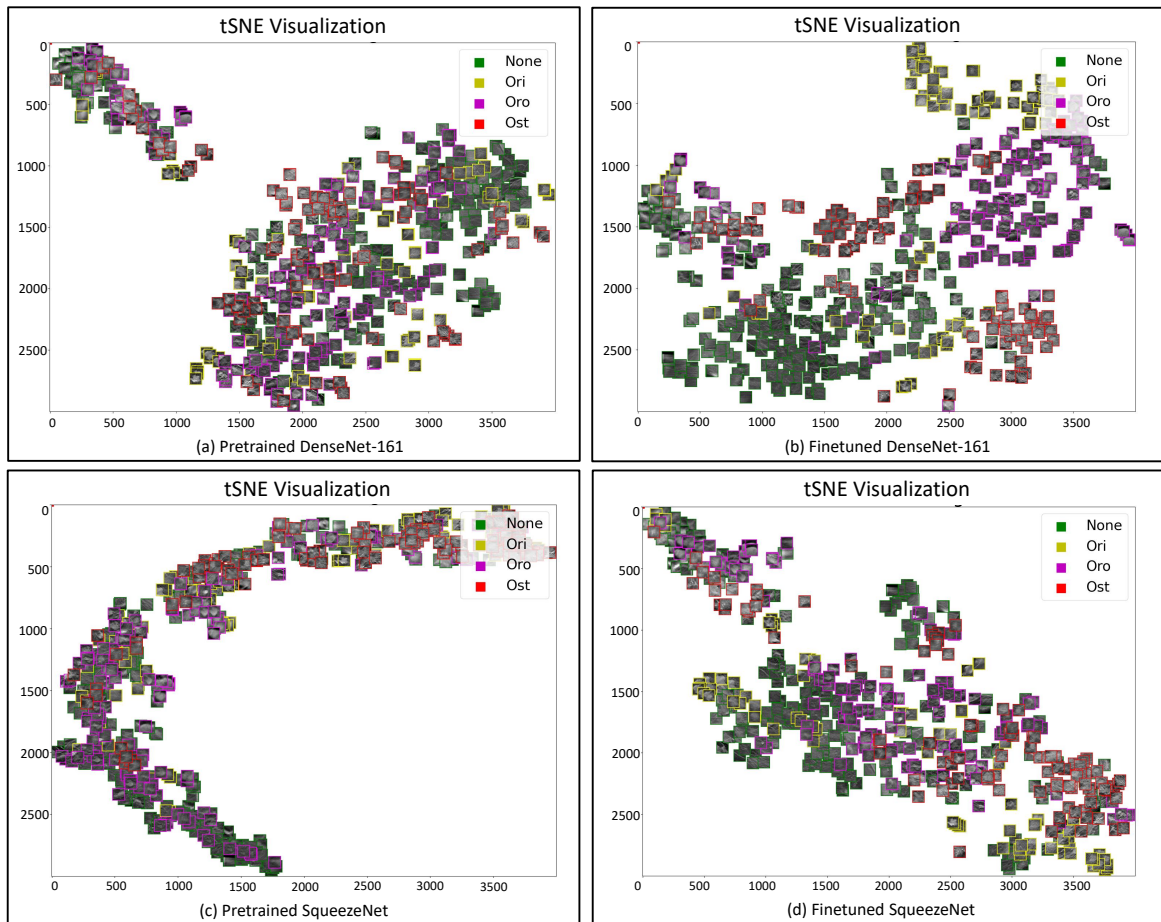 tSNE Visualization
None
Ori
Oro
Ost
0
500
1000
1500
2000
2500
0 500 1000 1500 2000 2500 3000 3500
(a) Pretrained DenseNet-161
tSNE Visualization
None
Ori
Oro
Ost
0
500
1000
1500
2000
2500
0 500 1000 1500 2000 2500 3000 3500
(b) Finetuned DenseNet-161
tSNE Visualization
None
Ori
Oro
Ost
0
500
1000
1500
2000
2500
0 500 1000 1500 2000 2500 3000 3500
(c) Pretrained SqueezeNet
tSNE Visualization
None
Ori
Oro
Ost
0
500
1000
1500
2000
2500
0 500 1000 1500 2000 2500 3000 3500
(d) Finetuned SqueezeNet